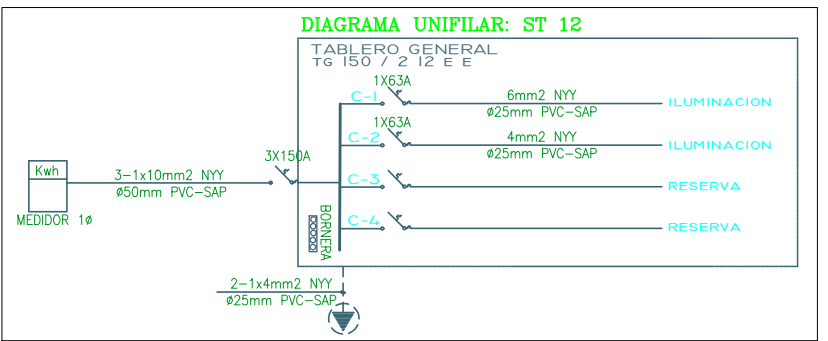 DIAGRAMA UNIFILAR: ST 12
TABLERO GENERAL
TG 150 / 2 12 E E
1X63A
C-1
6mm2 NYY
Ø25mm PVC-SAP
ILUMINACION
1X63A
C-2
4mm2 NYY
Ø25mm PVC-SAP
ILUMINACION
3X150A
Kwh
3-1x10mm2 NYY
Ø50mm PVC-SAP
MEDIDOR 1Ø
C-3
RESERVA
C-4
RESERVA
BORNERA
2-1x4mm2 NYY
Ø25mm PVC-SAP